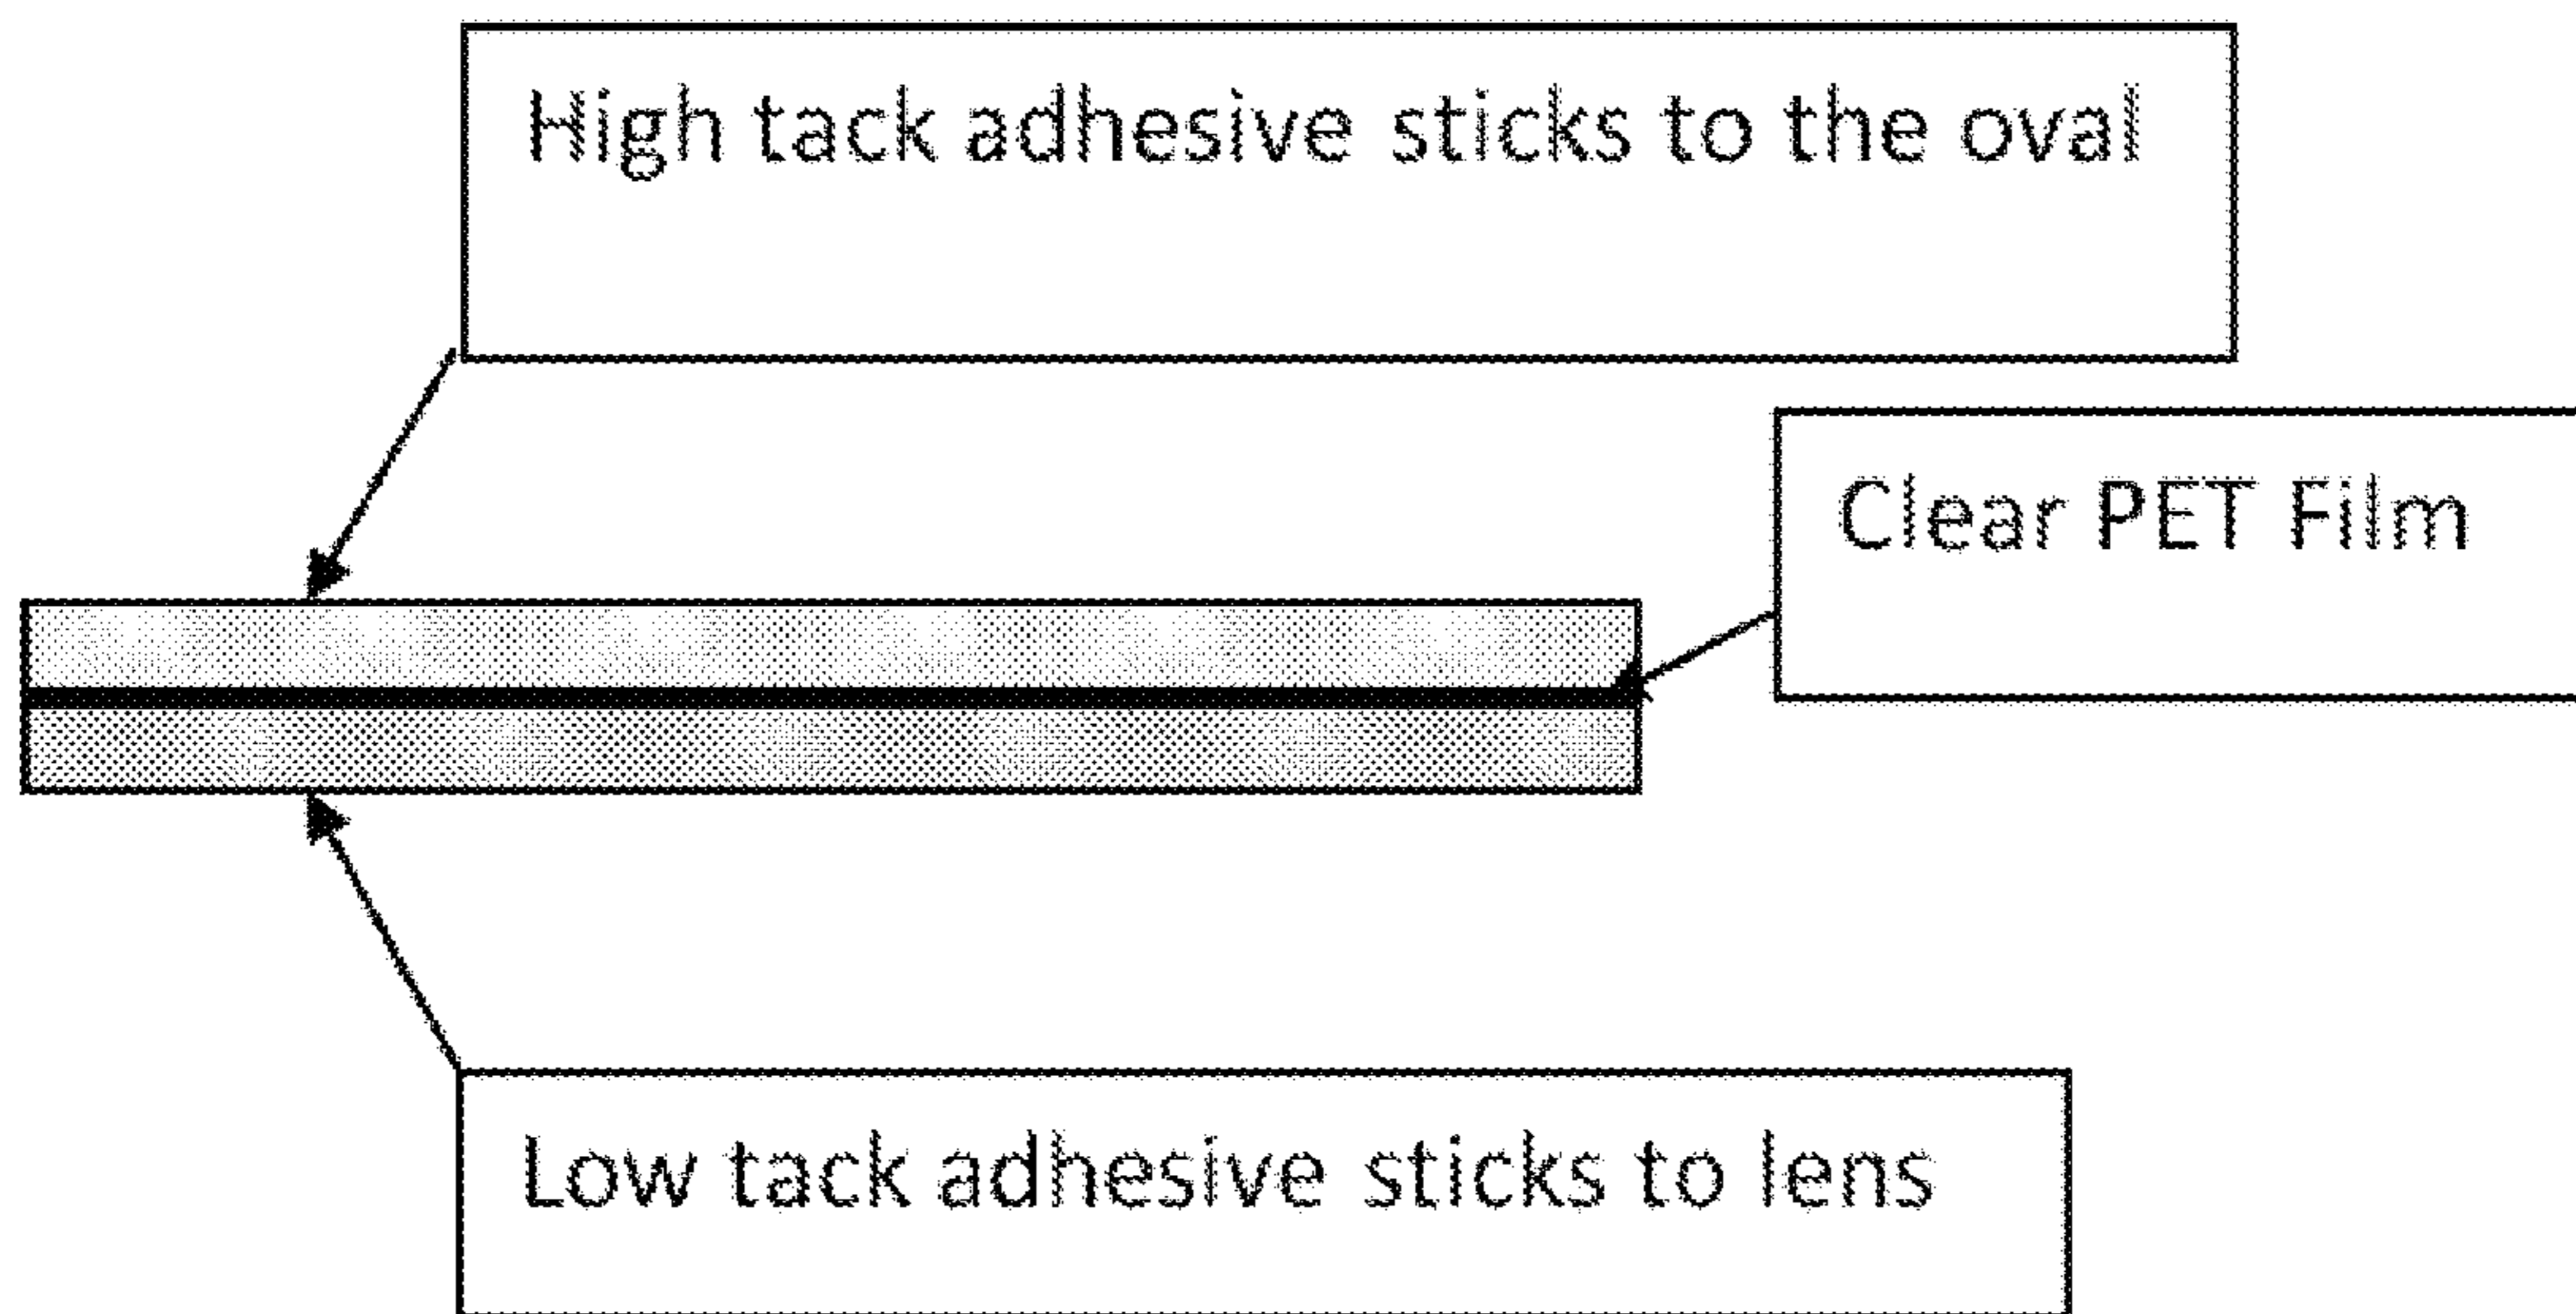 High tack adhesive sticks to the oval
Clear PET Film
Low tack adhesive sticks to lens